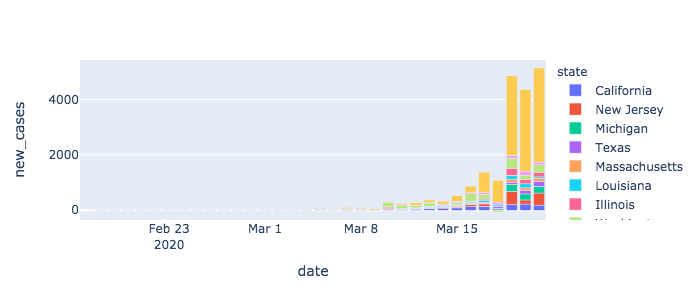 state
California
New Jersey
Michigan
Texas
Massachusetts
Louisiana
Illinois
new_cases
4000
2000
0
Feb 23
2020
Mar 1
Mar 8
Mar 15
date